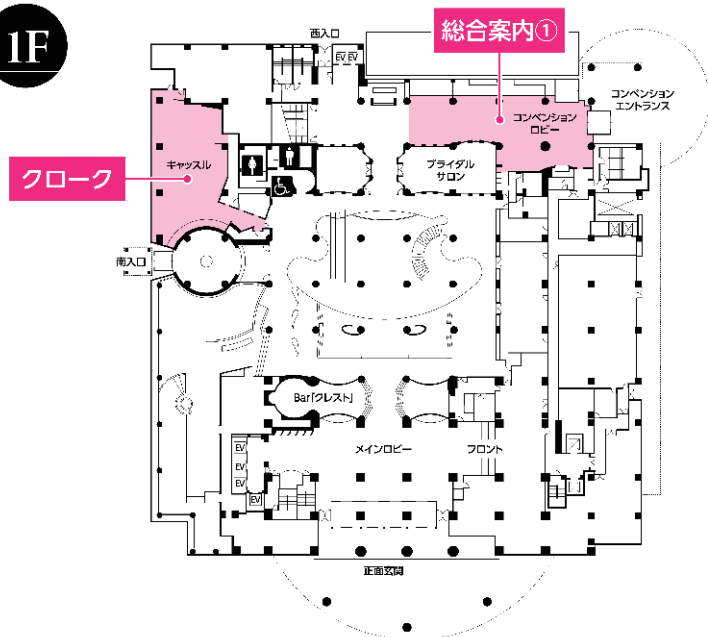 1F
西入口
総合案内①
EV EV
コンベンション
エントランス
コンベンション
ロビー
キャッスル
クローク
ブライダル
サロン
南入口
Bar「クレスト」
メインロビー
フロント
EV
EV
EV
EV
正面玄関